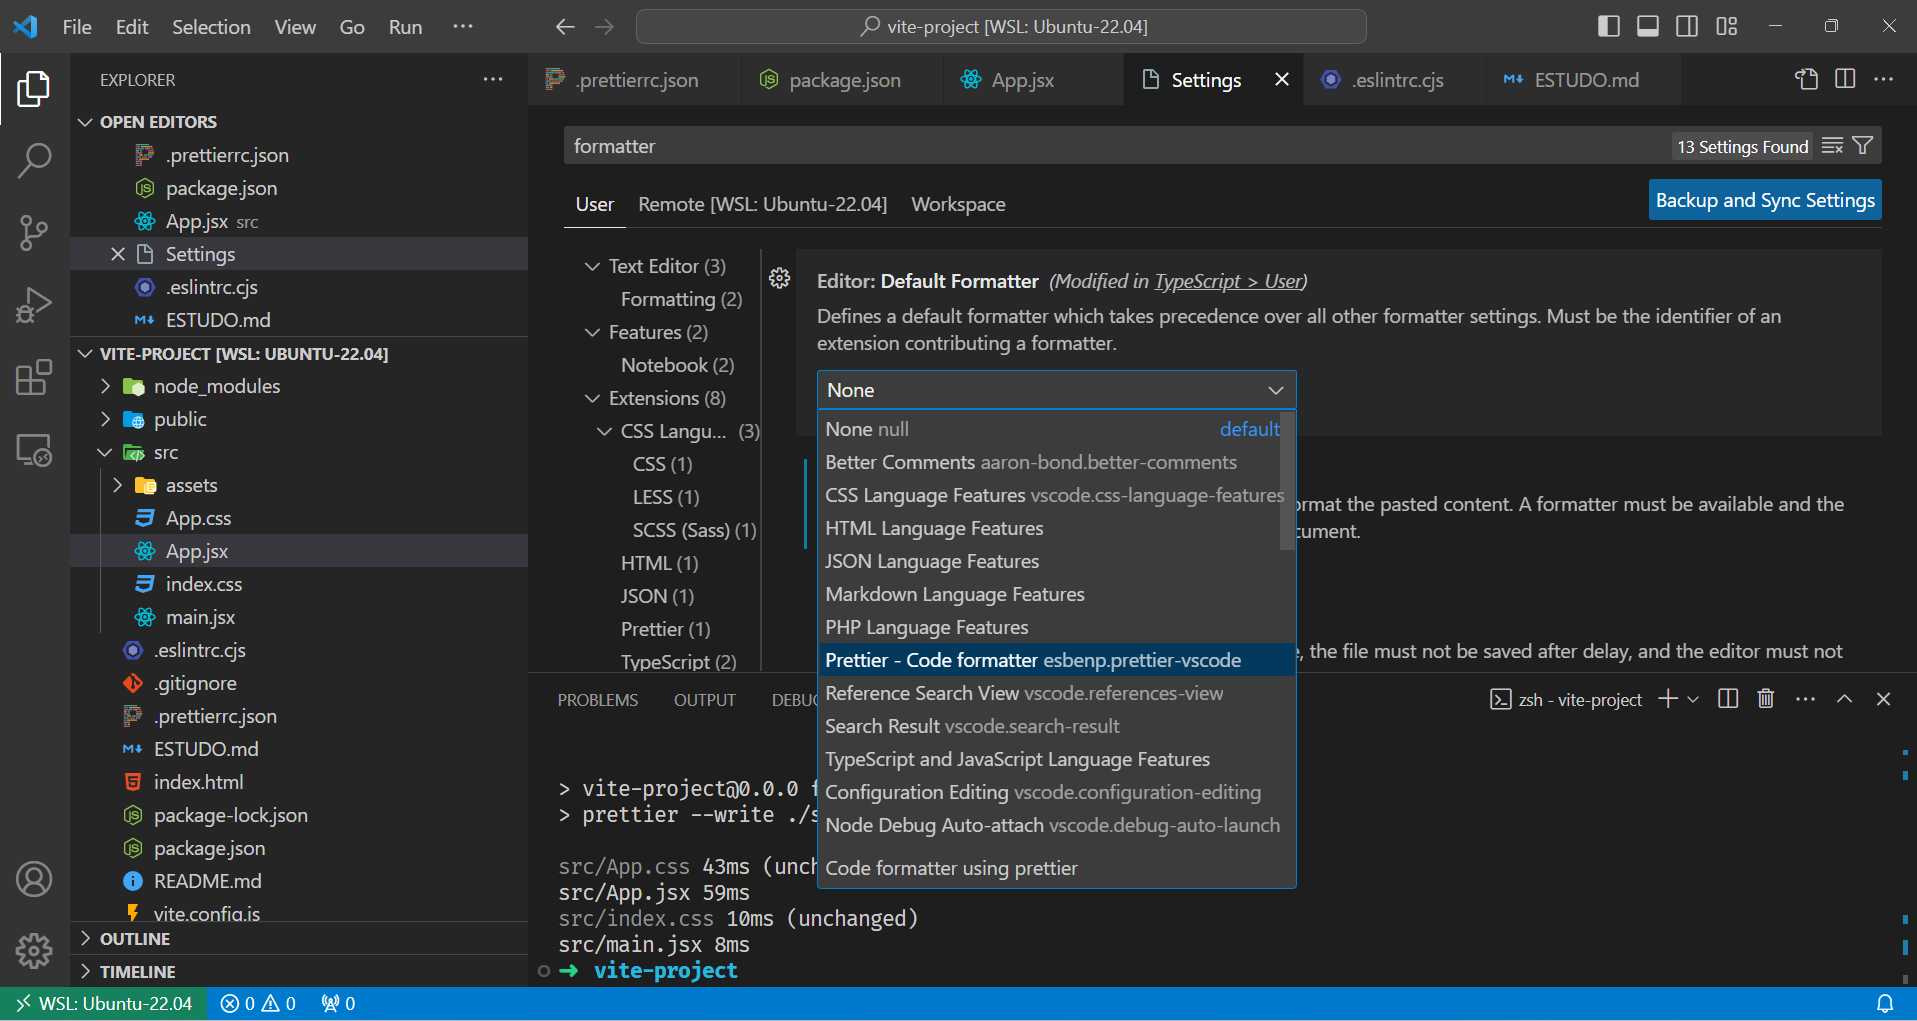 File Edit Selection View Go Run ···
vite-project [WSL: Ubuntu-22.04]
EXPLORER
OPEN EDITORS
.prettierrc.json
package.json
App.jsx src
Settings
.eslintrc.cjs
ESTUDO.md
VITE-PROJECT [WSL: UBUNTU-22.04]
node_modules
public
src
assets
App.css
App.jsx
index.css
main.jsx
.eslintrc.cjs
.gitignore
.prettierrc.json
ESTUDO.md
index.html
package-lock.json
package.json
README.md
vite.config.js
OUTLINE
TIMELINE
.prettierrc.json package.json App.jsx Settings .eslintrc.cjs ESTUDO.md
formatter
13 Settings Found
User Remote [WSL: Ubuntu-22.04] Workspace
Backup and Sync Settings
Text Editor (3)
Formatting (2)
Features (2)
Notebook (2)
Extensions (8)
CSS Langu... (3)
CSS (1)
LESS (1)
SCSS (Sass) (1)
HTML (1)
JSON (1)
Prettier (1)
TypeScript (2)
Editor: Default Formatter (Modified in TypeScript > User)
Defines a default formatter which takes precedence over all other formatter settings. Must be the identifier of an
extension contributing a formatter.
None
None null default
Better Comments aaron-bond.better-comments
CSS Language Features vscode.css-language-features
HTML Language Features
JSON Language Features
Markdown Language Features
PHP Language Features
Prettier - Code formatter esbenp.prettier-vscode
Reference Search View vscode.references-view
Search Result vscode.search-result
TypeScript and JavaScript Language Features
Configuration Editing vscode.configuration-editing
Node Debug Auto-attach vscode.debug-auto-launch
Code formatter using prettier
ormat the pasted content. A formatter must be available and the
cument.
, the file must not be saved after delay, and the editor must not
PROBLEMS OUTPUT DEBUG
zsh - vite-project
> vite-project@0.0.0 f
> prettier --write ./s
src/App.css 43ms (unch
src/App.jsx 59ms
src/index.css 10ms (unchanged)
src/main.jsx 8ms
➜ vite-project
WSL: Ubuntu-22.04 0 0 0